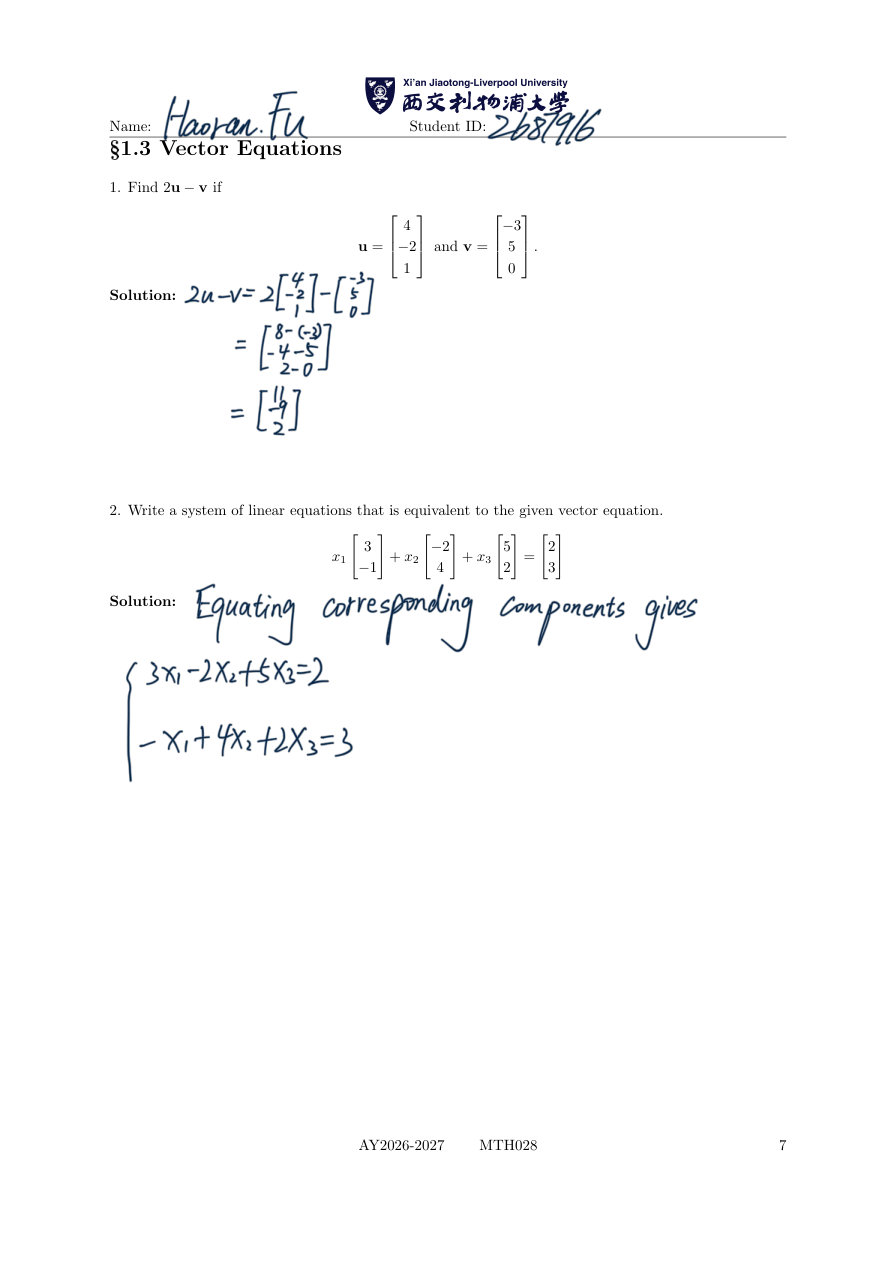 Xi'an Jiaotong-Liverpool University
西交利物浦大學
Name: Haoran.Fu Student ID: 2687916
§1.3 Vector Equations
1. Find 2u − v if
u = [4 −2 1] and v = [−3 5 0].
Solution: 2u−v=2[4 −2 1]−[−3 5 0]
= [8−(−3) −4−5 2−0]
= [11 −9 2]
2. Write a system of linear equations that is equivalent to the given vector equation.
x₁ [3 −1] + x₂ [−2 4] + x₃ [5 2] = [2 3]
Solution: Equating corresponding components gives
{ 3x₁−2x₂+5x₃=2
−x₁+4x₂+2x₃=3
AY2026-2027 MTH028 7